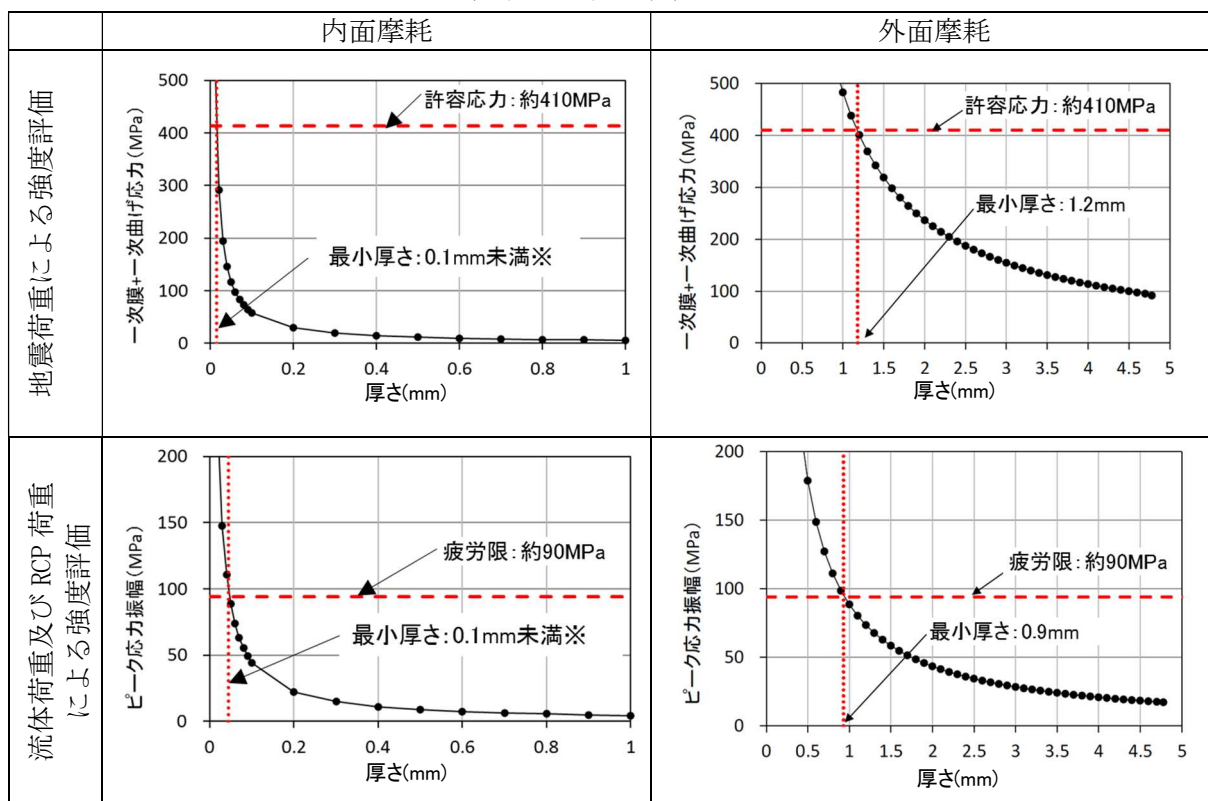 内面摩耗
外面摩耗
地震荷重による強度評価
一次膜+一次曲げ応力(MPa)
500
400
300
200
100
0
許容応力:約410MPa
最小厚さ:0.1mm未満※
0 0.2 0.4 0.6 0.8 1
厚さ(mm)
一次膜+一次曲げ応力(MPa)
500
400
300
200
100
0
許容応力:約410MPa
最小厚さ:1.2mm
0 0.5 1 1.5 2 2.5 3 3.5 4 4.5 5
厚さ(mm)
流体荷重及び RCP 荷重
による強度評価
ピーク応力振幅(MPa)
200
150
100
50
0
疲労限:約90MPa
最小厚さ:0.1mm未満※
0 0.2 0.4 0.6 0.8 1
厚さ(mm)
ピーク応力振幅(MPa)
200
150
100
50
0
疲労限:約90MPa
最小厚さ:0.9mm
0 0.5 1 1.5 2 2.5 3 3.5 4 4.5 5
厚さ(mm)